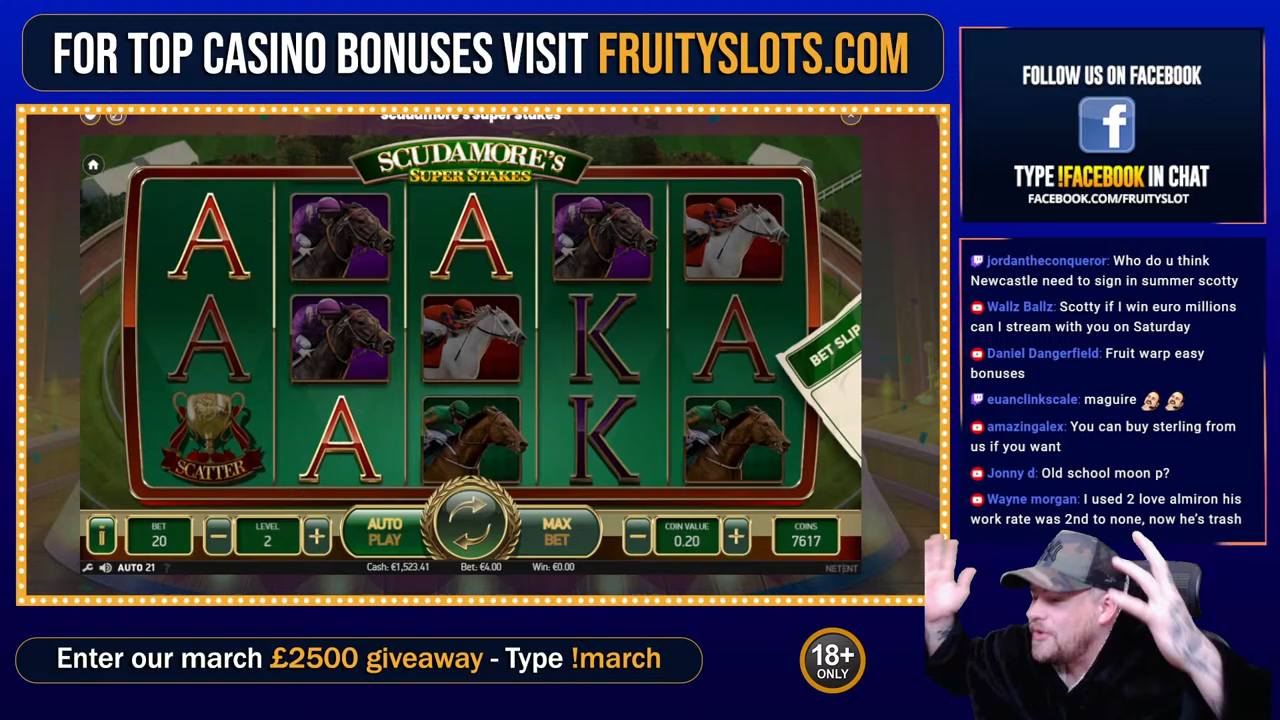 FOR TOP CASINO BONUSES VISIT FRUITYSLOTS.COM
scudamore's super stakes
SCUDAMORE'S
SUPER STAKES
A A
A K A
A K
SCATTER
BET SLIP
BET
20
LEVEL
2
AUTO
PLAY
MAX
BET
COIN VALUE
0.20
COINS
7617
AUTO 21 ? Cash: €1,523.41 Bet: €4.00 Win: €0.00 NETENT
Enter our march £2500 giveaway - Type !march
18+
ONLY
FOLLOW US ON FACEBOOK
f
TYPE !FACEBOOK IN CHAT
FACEBOOK.COM/FRUITYSLOT
jordantheconqueror: Who do u think
Newcastle need to sign in summer scotty
Wallz Ballz: Scotty if I win euro millions
can I stream with you on Saturday
Daniel Dangerfield: Fruit warp easy
bonuses
euanclinkscale: maguire
amazingalex: You can buy sterling from
us if you want
Jonny d: Old school moon p?
Wayne morgan: I used 2 love almiron his
work rate was 2nd to none, now he's trash